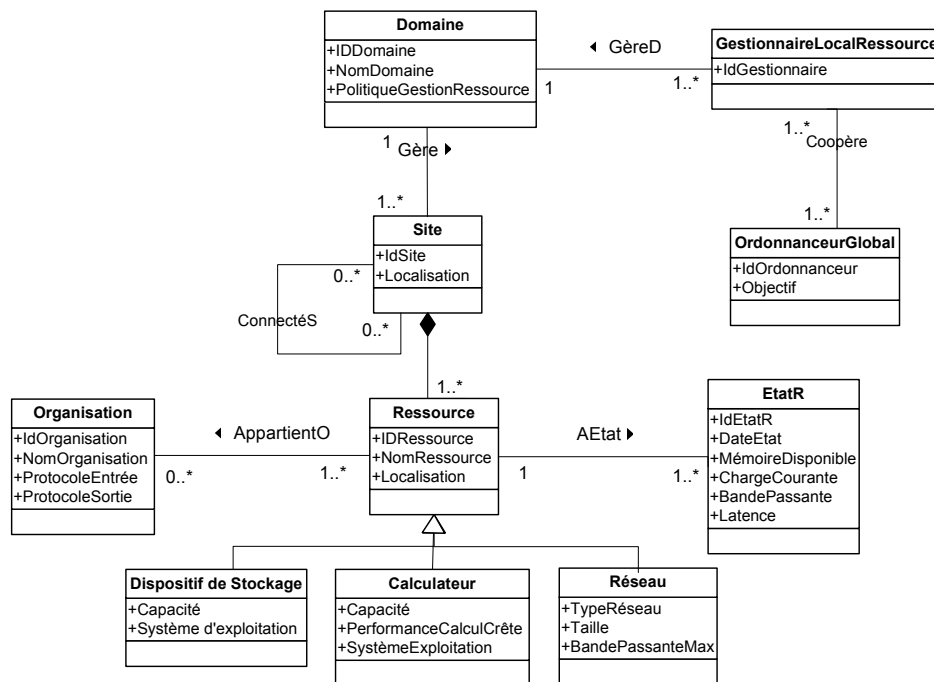 Domaine
+IDDomaine
+NomDomaine
+PolitiqueGestionRessource
GèreD
1
1..*
GestionnaireLocalRessource
+IdGestionnaire
1
Gère
1..*
1..*
Coopère
1..*
Site
+IdSite
+Localisation
0..*
0..*
ConnectéS
OrdonnanceurGlobal
+IdOrdonnanceur
+Objectif
1..*
Organisation
+IdOrganisation
+NomOrganisation
+ProtocoleEntrée
+ProtocoleSortie
AppartientO
0..*
1..*
Ressource
+IDRessource
+NomRessource
+Localisation
AEtat
1
1..*
EtatR
+IdEtatR
+DateEtat
+MémoireDisponible
+ChargeCourante
+BandePassante
+Latence
Dispositif de Stockage
+Capacité
+Système d'exploitation
Calculateur
+Capacité
+PerformanceCalculCrête
+SystèmeExploitation
Réseau
+TypeRéseau
+Taille
+BandePassanteMax